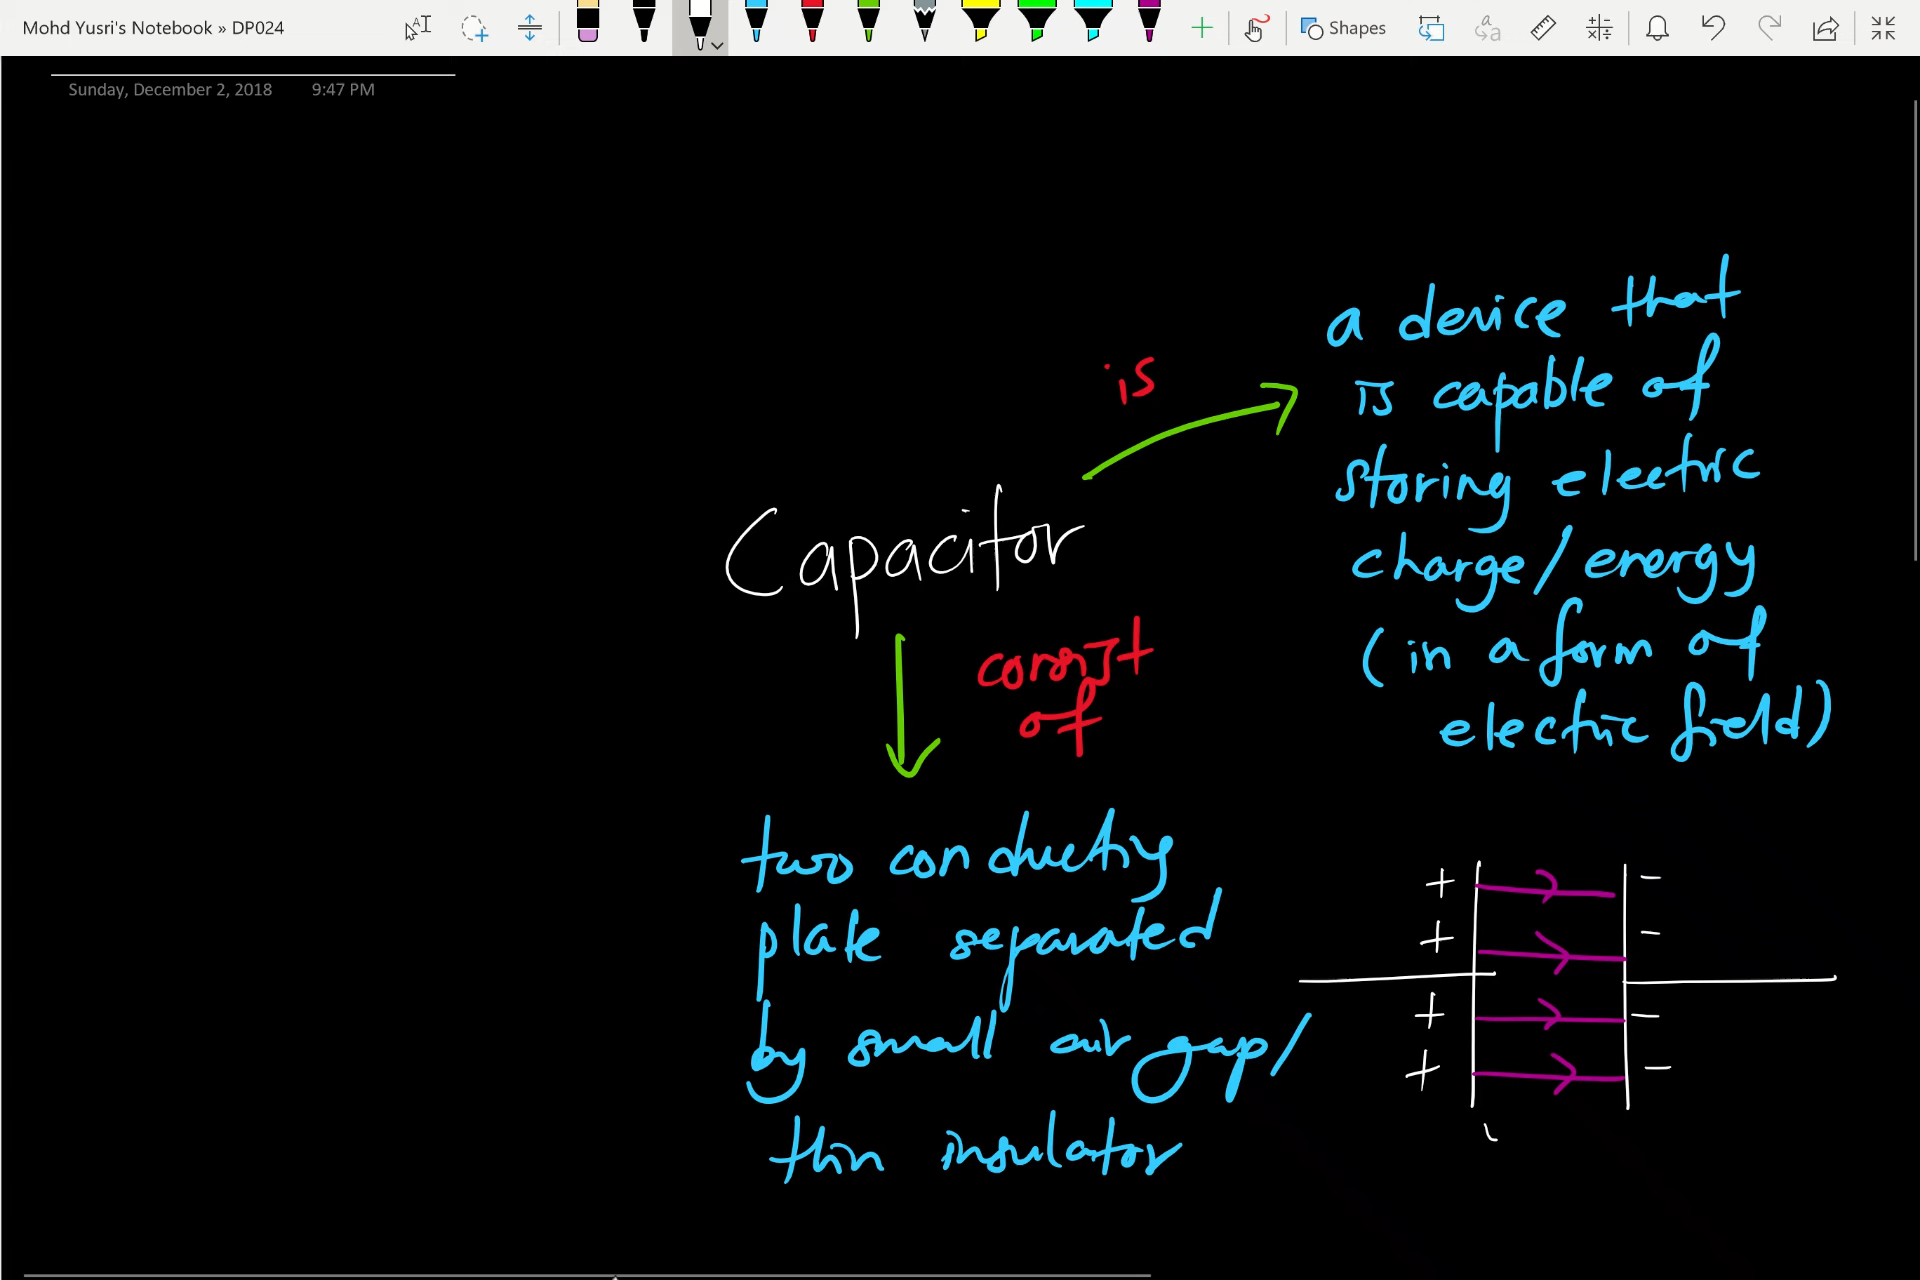 Mohd Yusri's Notebook » DP024
Shapes
Sunday, December 2, 2018 9:47 PM
Capacitor
is
a device that
is capable of
storing electric
charge/energy
(in a form of
electric field)
consist
of
two conducting
plate separated
by small air gap/
thin insulator
+ -
+ -
+ -
+ -